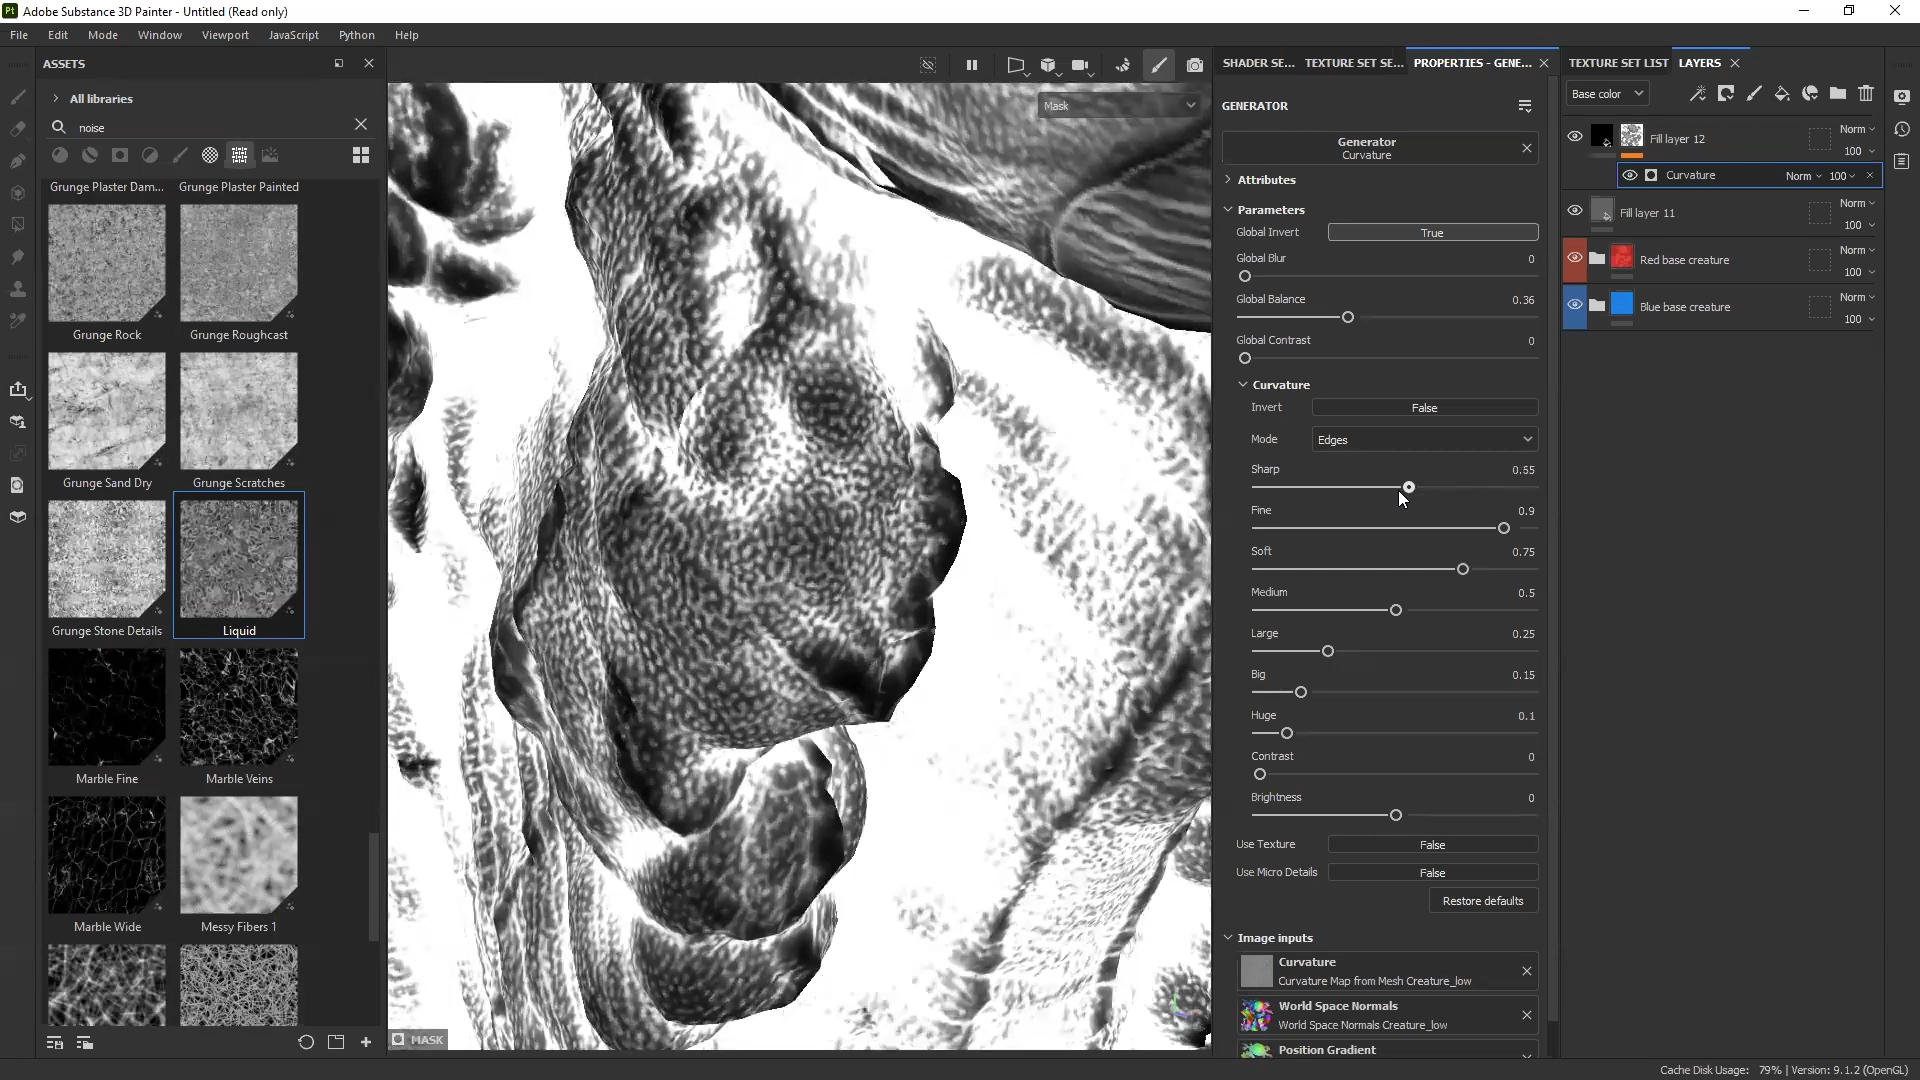 Pt Adobe Substance 3D Painter - Untitled (Read only)
File Edit Mode Window Viewport JavaScript Python Help
ASSETS
All libraries
noise
Grunge Plaster Dam... Grunge Plaster Painted
Grunge Rock Grunge Roughcast
Grunge Sand Dry Grunge Scratches
Grunge Stone Details Liquid
Marble Fine Marble Veins
Marble Wide Messy Fibers 1
Mask
MASK
SHADER SE... TEXTURE SET SE... PROPERTIES - GENE...
GENERATOR
Generator
Curvature
Attributes
Parameters
Global Invert True
Global Blur 0
Global Balance 0.36
Global Contrast 0
Curvature
Invert False
Mode Edges
Sharp 0.55
Fine 0.9
Soft 0.75
Medium 0.5
Large 0.25
Big 0.15
Huge 0.1
Contrast 0
Brightness 0
Use Texture False
Use Micro Details False
Restore defaults
Image inputs
Curvature
Curvature Map from Mesh Creature_low
World Space Normals
World Space Normals Creature_low
Position Gradient
TEXTURE SET LIST LAYERS
Base color
Fill layer 12 Norm
100
Curvature Norm 100
Fill layer 11 Norm
100
Red base creature Norm
100
Blue base creature Norm
100
Cache Disk Usage: 79% | Version: 9.1.2 (OpenGL)